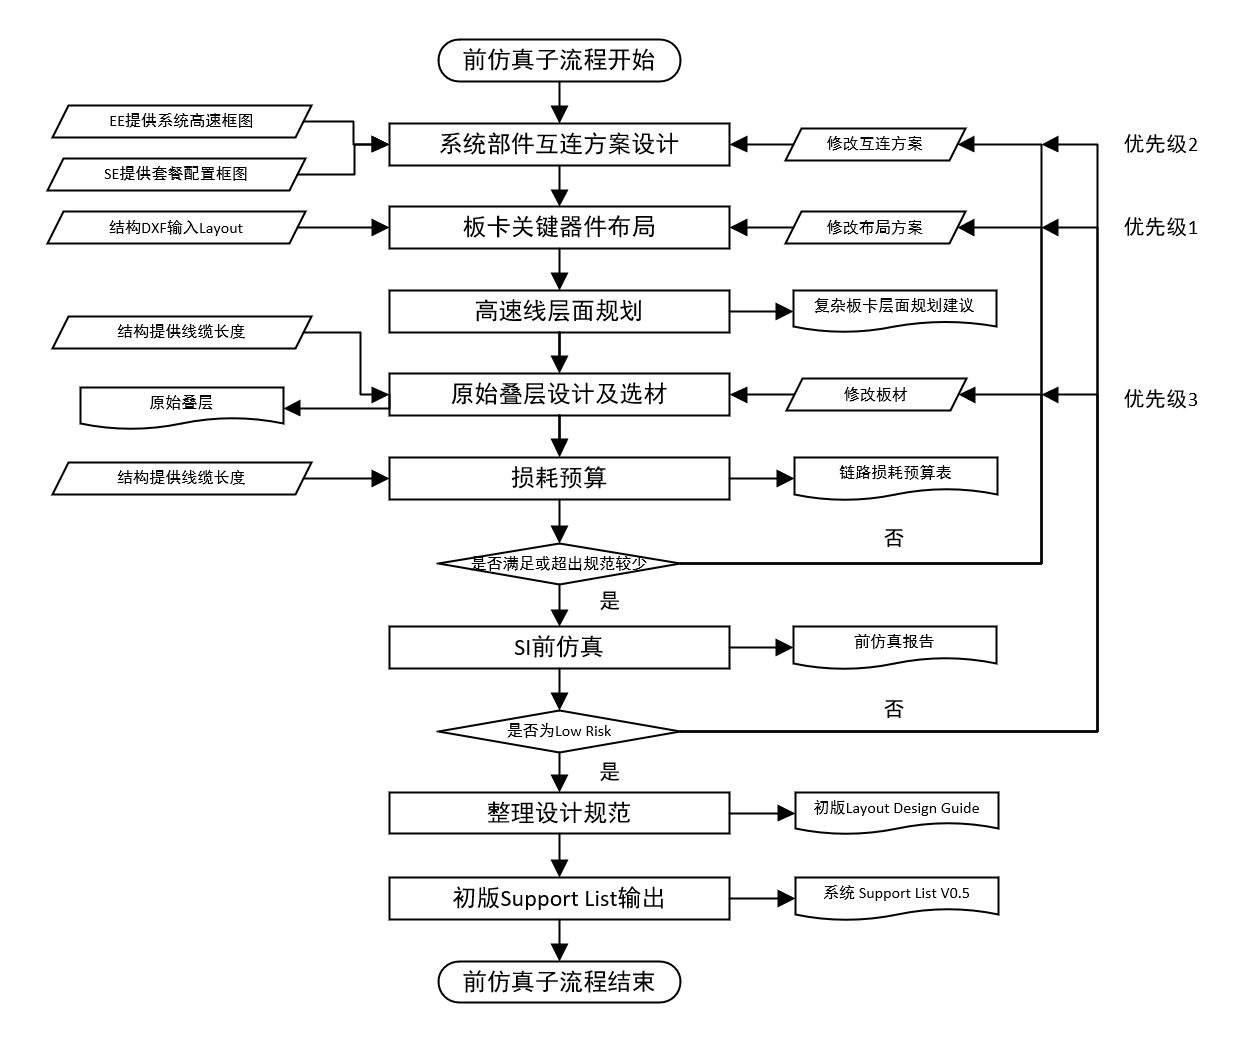 前仿真子流程开始
EE提供系统高速框图
SE提供套餐配置框图
系统部件互连方案设计
修改互连方案
优先级2
结构DXF输入Layout
板卡关键器件布局
修改布局方案
优先级1
高速线层面规划
复杂板卡层面规划建议
结构提供线缆长度
原始叠层设计及选材
原始叠层
修改板材
优先级3
结构提供线缆长度
损耗预算
链路损耗预算表
是否满足或超出规范较少
否
是
SI前仿真
前仿真报告
是否为Low Risk
否
是
整理设计规范
初版Layout Design Guide
初版Support List输出
系统 Support List V0.5
前仿真子流程结束